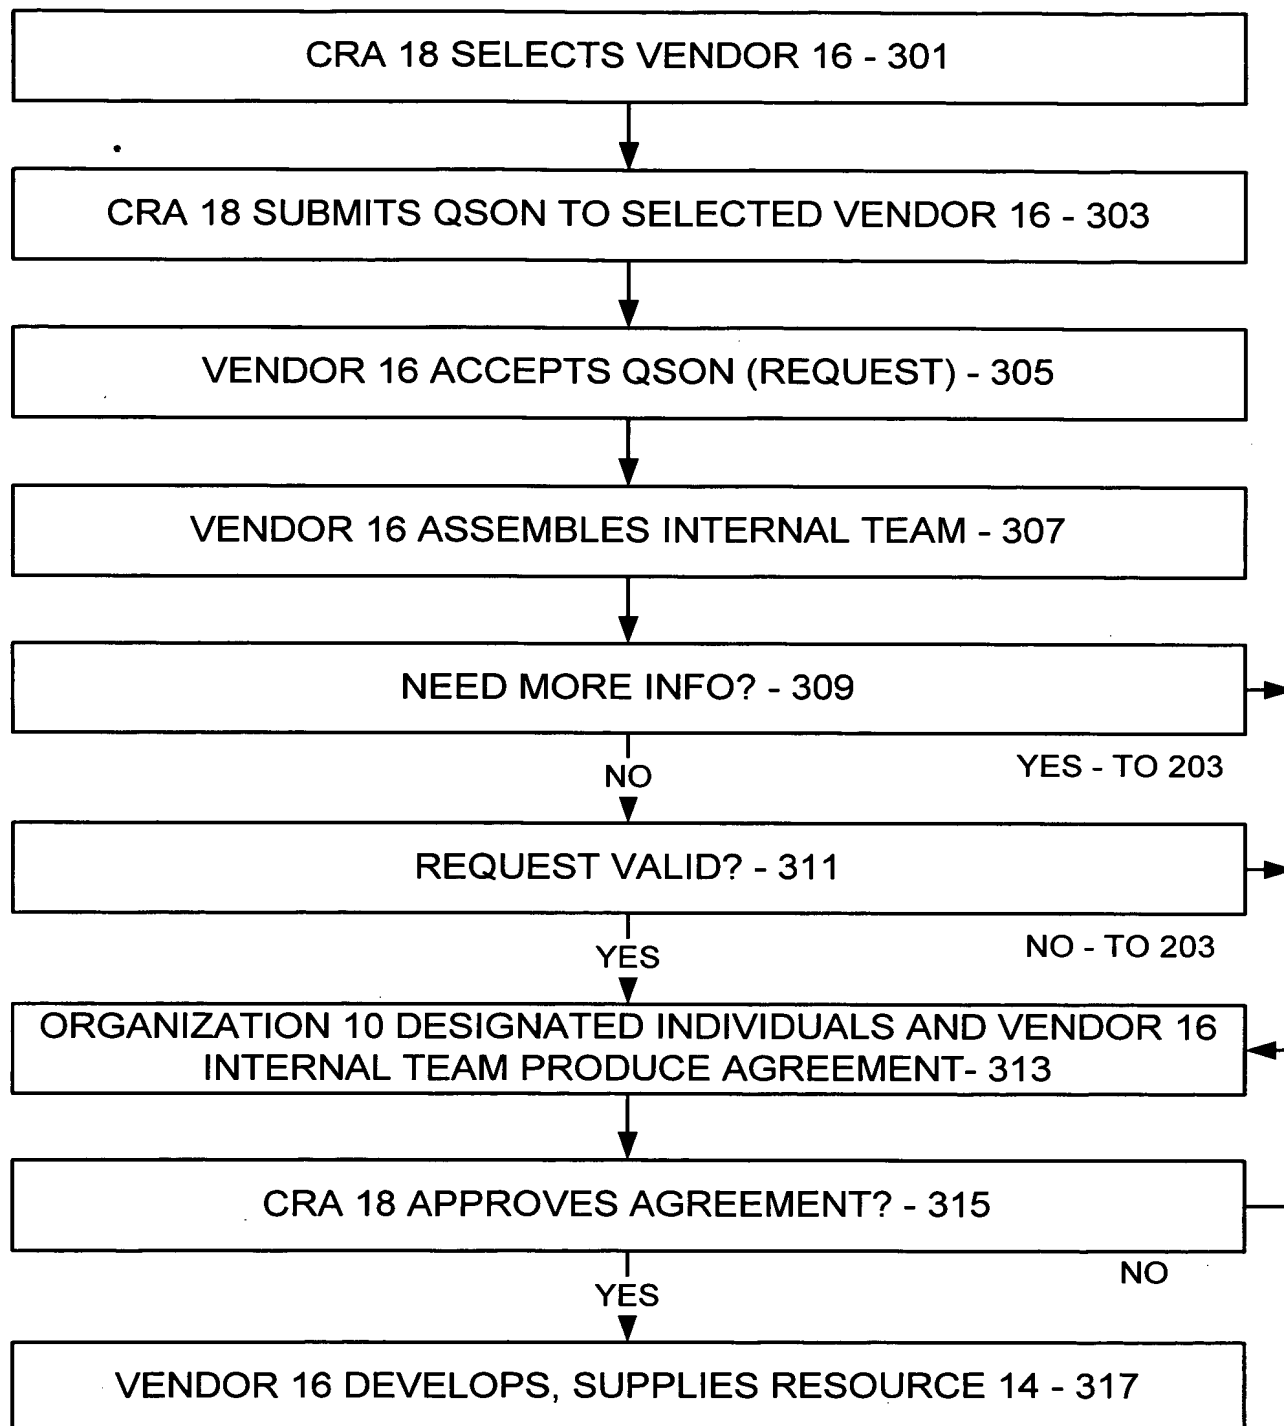 CRA 18 SELECTS VENDOR 16 - 301
CRA 18 SUBMITS QSON TO SELECTED VENDOR 16 - 303
VENDOR 16 ACCEPTS QSON (REQUEST) - 305
VENDOR 16 ASSEMBLES INTERNAL TEAM - 307
NEED MORE INFO? - 309
YES - TO 203
NO
REQUEST VALID? - 311
NO - TO 203
YES
ORGANIZATION 10 DESIGNATED INDIVIDUALS AND VENDOR 16
INTERNAL TEAM PRODUCE AGREEMENT- 313
CRA 18 APPROVES AGREEMENT? - 315
NO
YES
VENDOR 16 DEVELOPS, SUPPLIES RESOURCE 14 - 317